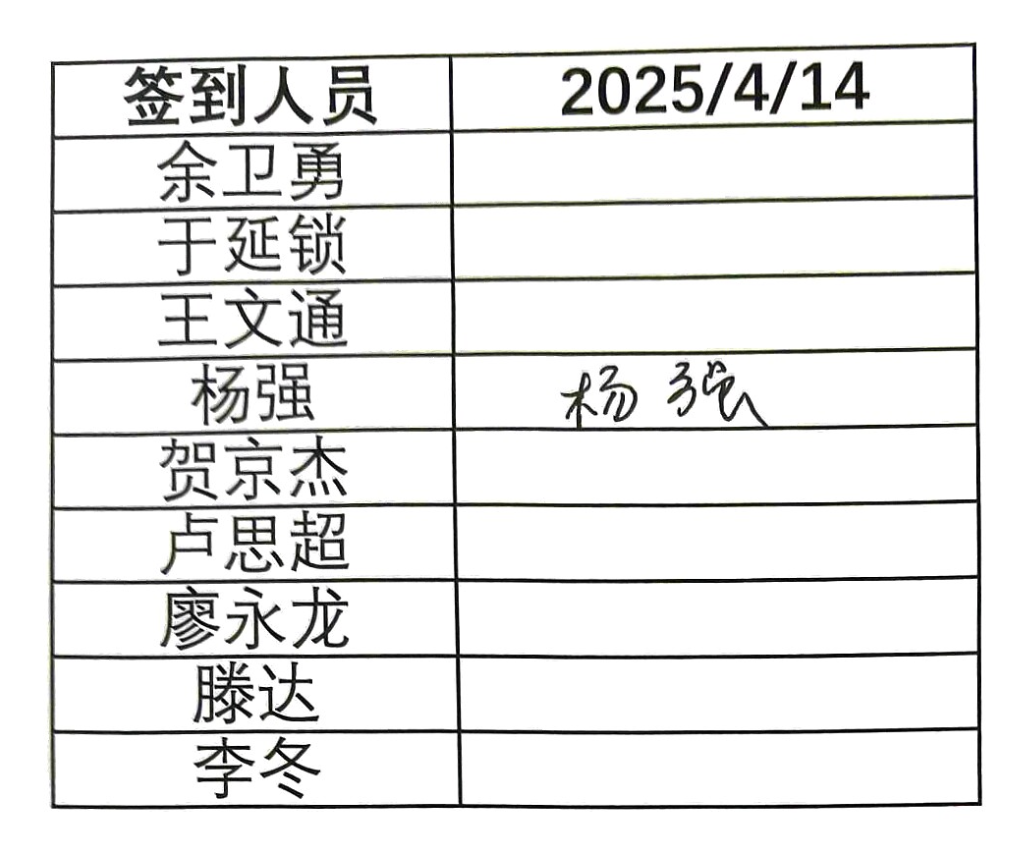 签到人员 2025/4/14
余卫勇
于延锁
王文通
杨强 杨强
贺京杰
卢思超
廖永龙
滕达
李冬